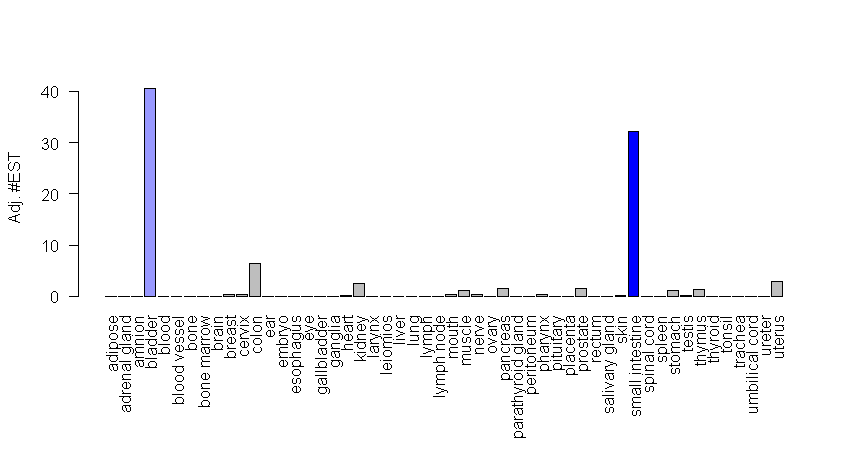 Adj. #EST
40
30
20
10
0
adipose
adrenal gland
amnion
bladder
blood
blood vessel
bone
bone marrow
brain
breast
cervix
colon
ear
embryo
esophagus
eye
gallbladder
ganglia
heart
kidney
larynx
leiomios
liver
lung
lymph
lymph node
mouth
muscle
nerve
ovary
pancreas
parathyroid gland
peritoneum
pharynx
pituitary
placenta
prostate
rectum
salivary gland
skin
small intestine
spinal cord
spleen
stomach
testis
thymus
thyroid
tonsil
trachea
umbilical cord
ureter
uterus